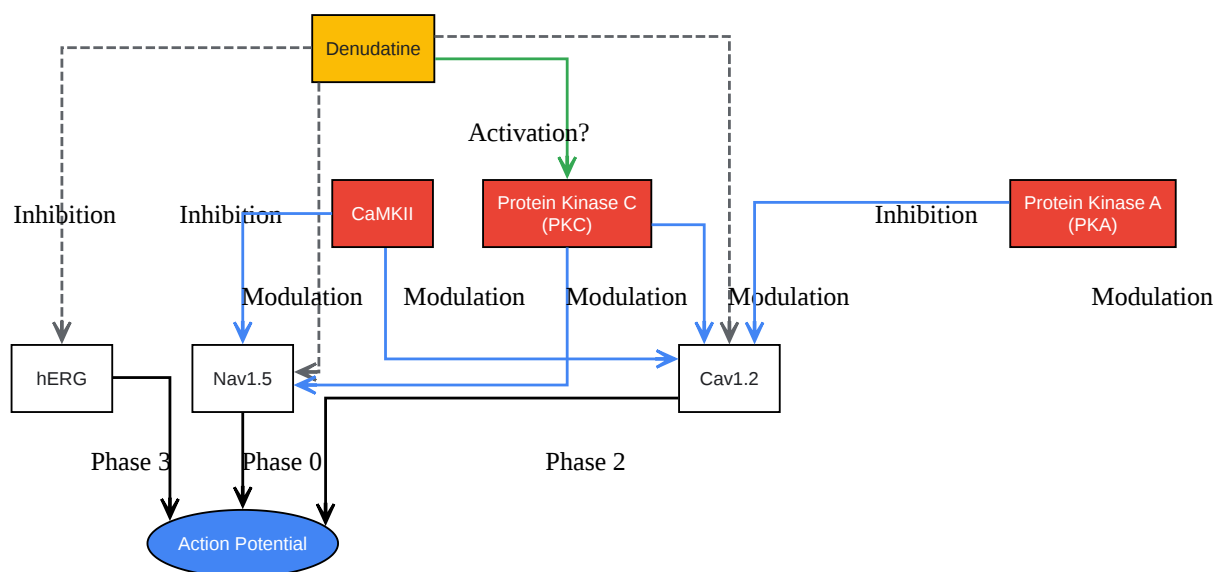 Denudatine
Activation?
Inhibition
Inhibition
CaMKII
Protein Kinase C
(PKC)
Inhibition
Protein Kinase A
(PKA)
Modulation
Modulation
Modulation
Modulation
Modulation
hERG
Nav1.5
Cav1.2
Phase 3
Phase 0
Phase 2
Action Potential